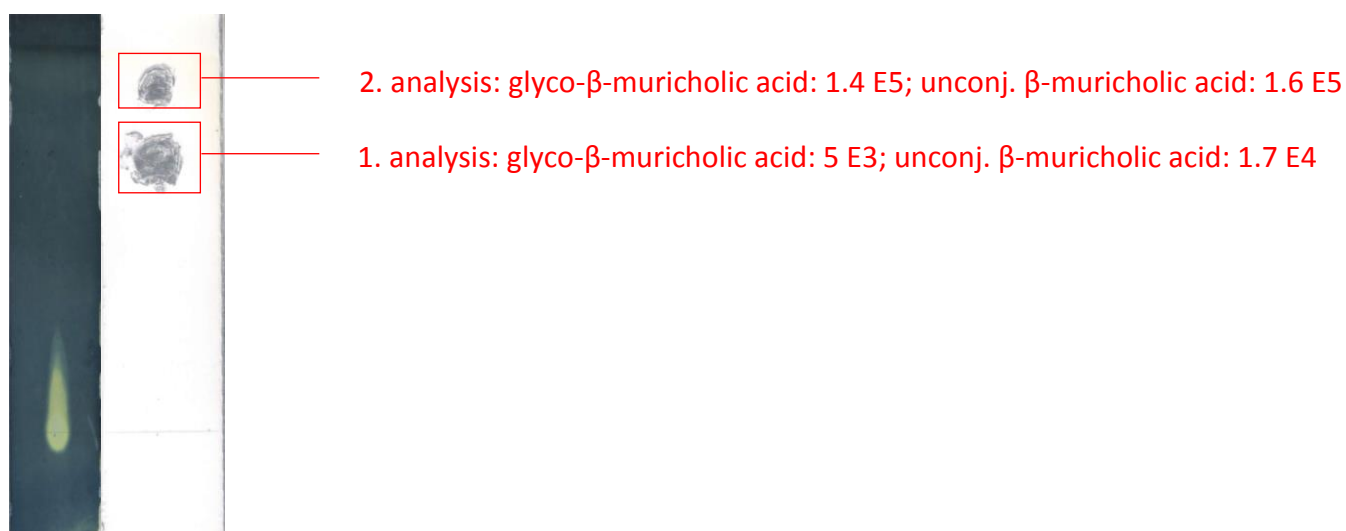 2. analysis: glyco-β-muricholic acid: 1.4 E5; unconj. β-muricholic acid: 1.6 E5
1. analysis: glyco-β-muricholic acid: 5 E3; unconj. β-muricholic acid: 1.7 E4